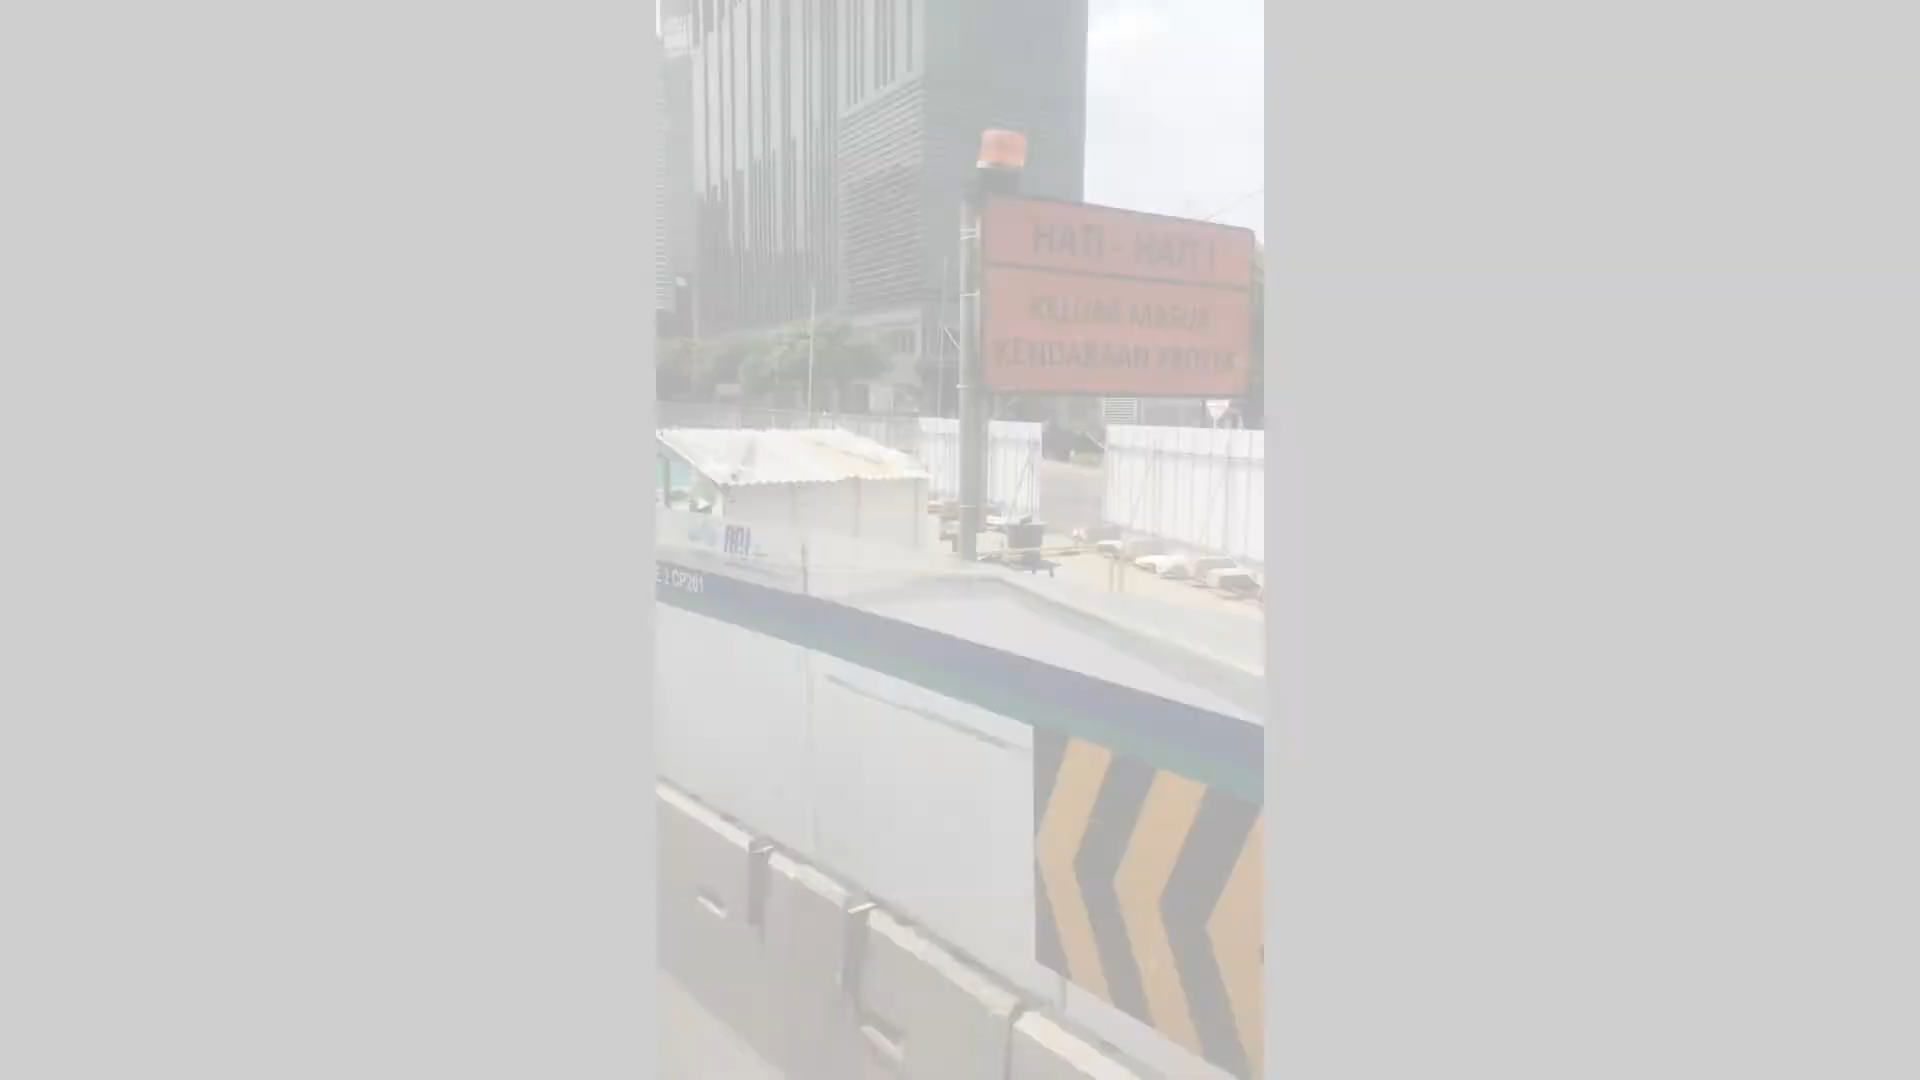 HATI - HATI !
KELUAR MASUK
KENDARAAN PROYEK
E 2 CP201